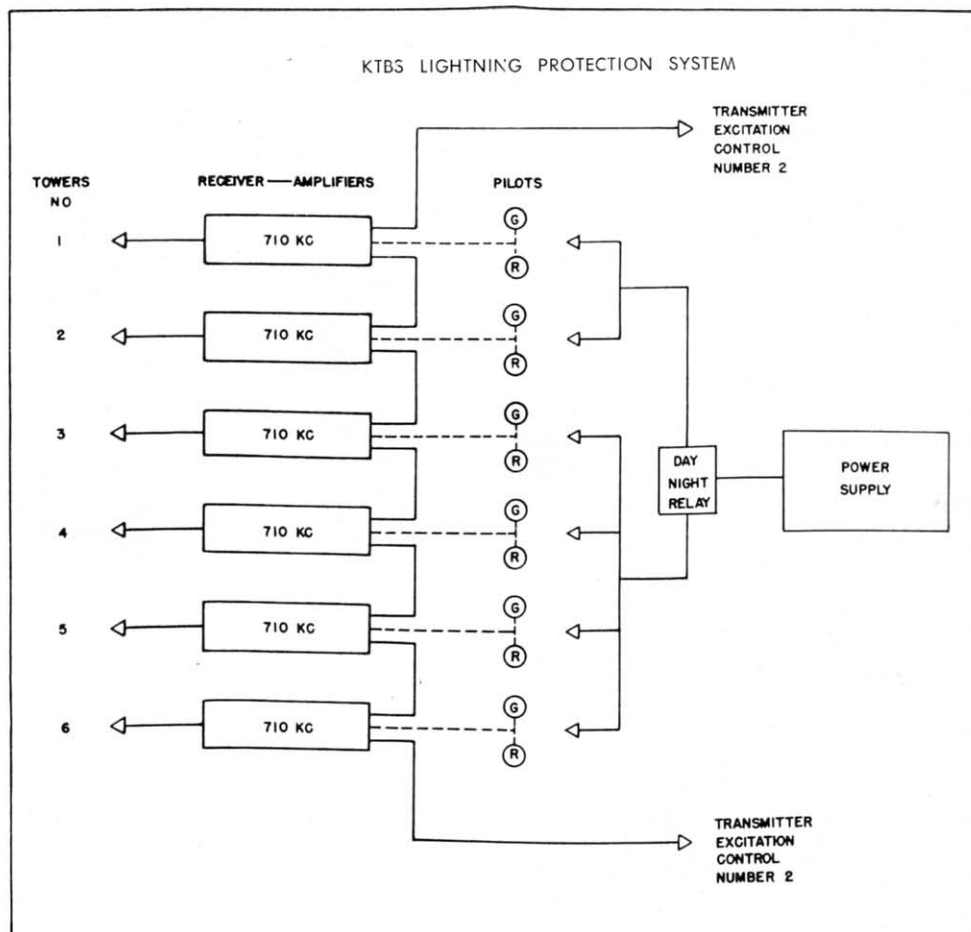 KTBS LIGHTNING PROTECTION SYSTEM
TRANSMITTER
EXCITATION
CONTROL
NUMBER 2
TOWERS
NO
RECEIVER — AMPLIFIERS
PILOTS
1
710 KC
G
R
2
710 KC
G
R
3
710 KC
G
R
DAY
NIGHT
RELAY
POWER
SUPPLY
4
710 KC
G
R
5
710 KC
G
R
6
710 KC
G
R
TRANSMITTER
EXCITATION
CONTROL
NUMBER 2